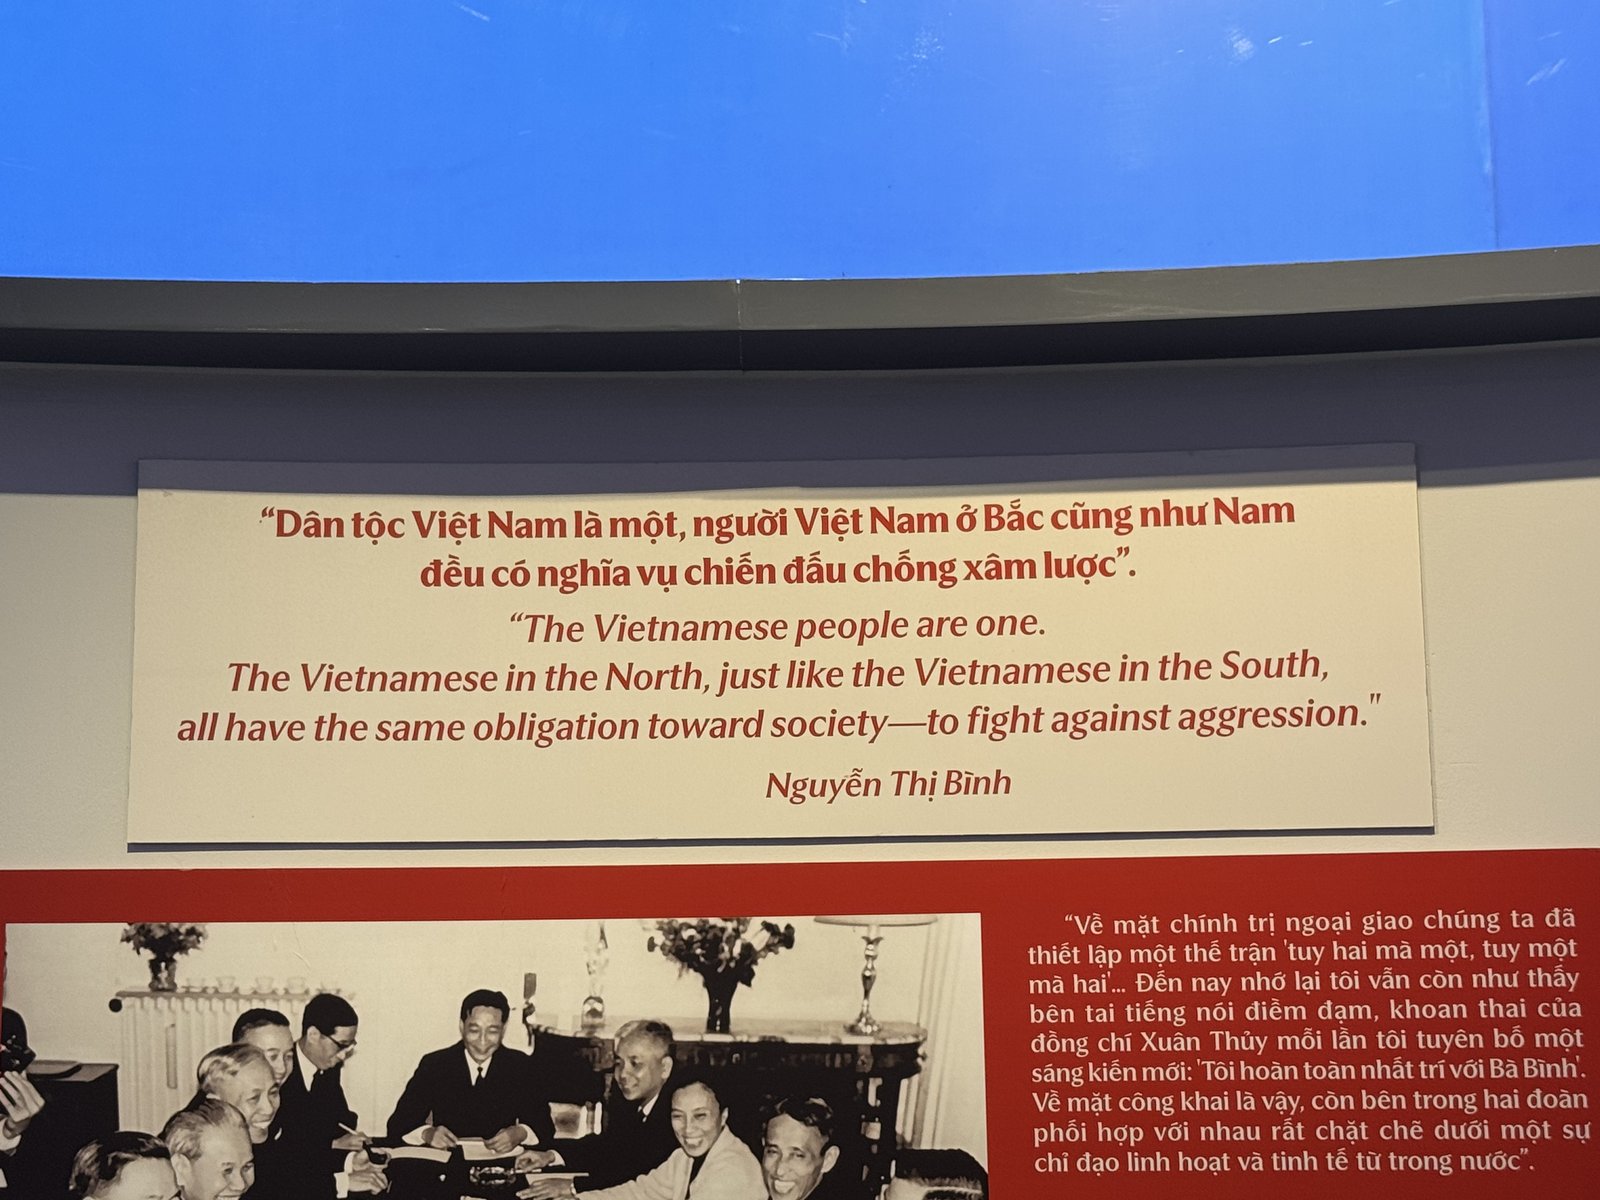 “Dân tộc Việt Nam là một, người Việt Nam ở Bắc cũng như Nam
đều có nghĩa vụ chiến đấu chống xâm lược”.
“The Vietnamese people are one.
The Vietnamese in the North, just like the Vietnamese in the South,
all have the same obligation toward society—to fight against aggression."
Nguyễn Thị Bình
“Về mặt chính trị ngoại giao chúng ta đã
thiết lập một thế trận 'tuy hai mà một, tuy một
mà hai'... Đến nay nhớ lại tôi vẫn còn như thấy
bên tai tiếng nói điềm đạm, khoan thai của
đồng chí Xuân Thủy mỗi lần tôi tuyên bố một
sáng kiến mới: 'Tôi hoàn toàn nhất trí với Bà Bình'.
Về mặt công khai là vậy, còn bên trong hai đoàn
phối hợp với nhau rất chặt chẽ dưới một sự
chỉ đạo linh hoạt và tinh tế từ trong nước”.